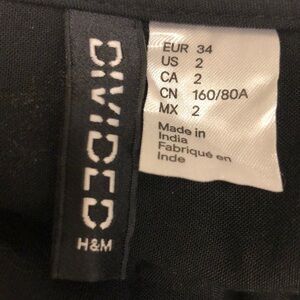 DIVIDED
H&M
EUR 34
US 2
CA 2
CN 160/80A
MX 2
Made in
India
Fabriqué en
Inde